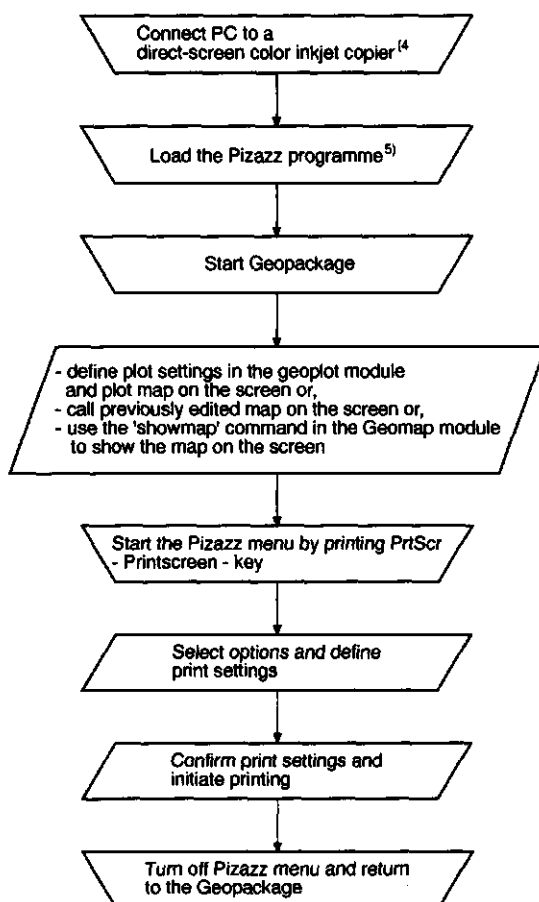 Connect PC to a
direct-screen color inkjet copier (4
Load the Pizazz programme 5)
Start Geopackage
- define plot settings in the geoplot module
and plot map on the screen or,
- call previously edited map on the screen or,
- use the 'showmap' command in the Geomap module
to show the map on the screen
Start the Pizazz menu by printing PrtScr
- Printscreen - key
Select options and define
print settings
Confirm print settings and
initiate printing
Turn off Pizazz menu and return
to the Geopackage